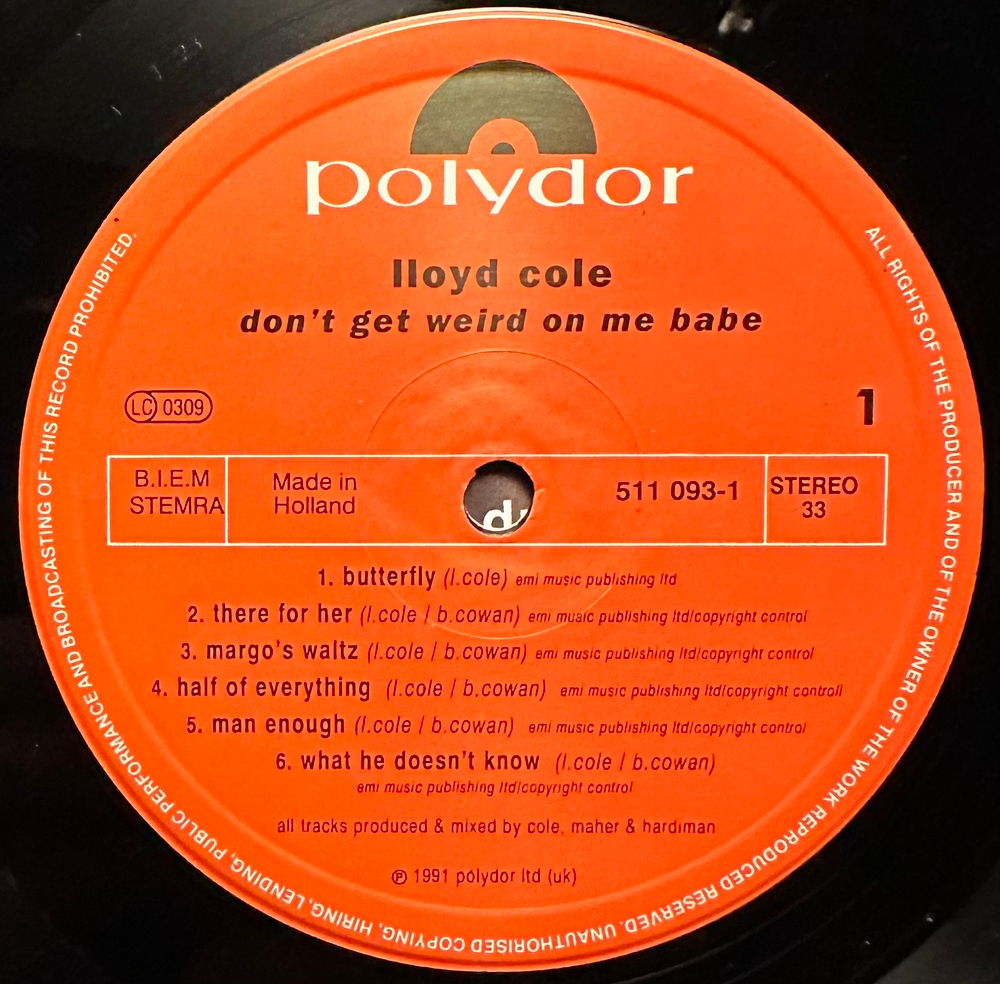 polydor
lloyd cole
don't get weird on me babe
LC 0309
1
B.I.E.M
STEMRA
Made in
Holland
511 093-1
STEREO
33
1. butterfly (l.cole) emi music publishing ltd
2. there for her (l.cole / b.cowan) emi music publishing ltd/copyright control
3. margo's waltz (l.cole / b.cowan) emi music publishing ltd/copyright control
4. half of everything (l.cole / b.cowan) emi music publishing ltd/copyright controll
5. man enough (l.cole / b.cowan) emi music publishing ltd/copyright control
6. what he doesn't know (l.cole / b.cowan)
emi music publishing ltd/copyright control
all tracks produced & mixed by cole, maher & hardiman
℗ 1991 polydor ltd (uk)
ALL RIGHTS OF THE PRODUCER AND OF THE OWNER OF THE WORK REPRODUCED RESERVED. UNAUTHORISED COPYING, HIRING, LENDING, PUBLIC PERFORMANCE AND BROADCASTING OF THIS RECORD PROHIBITED.